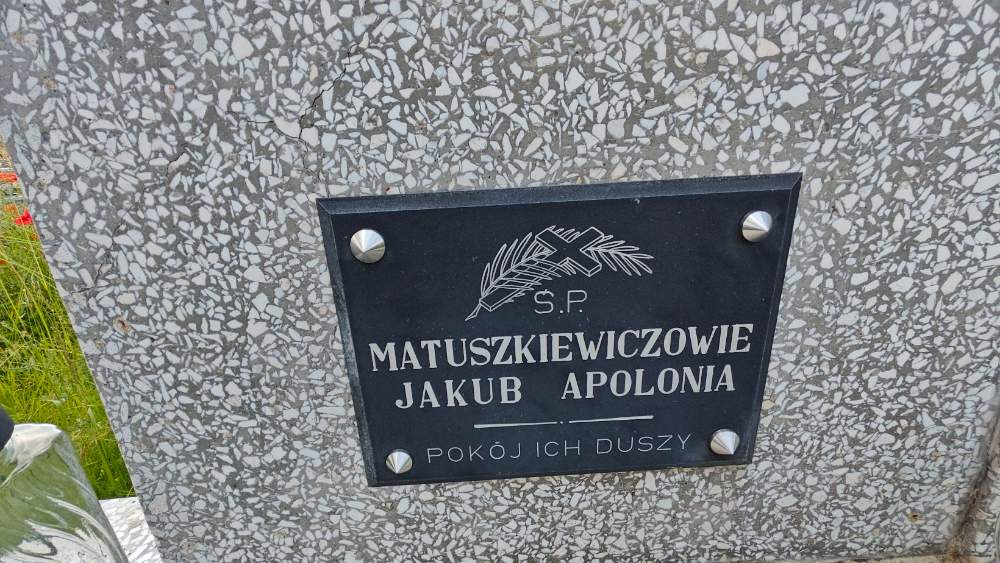 Ś.P.
MATUSZKIEWICZOWIE
JAKUB APOLONIA
POKÓJ ICH DUSZY